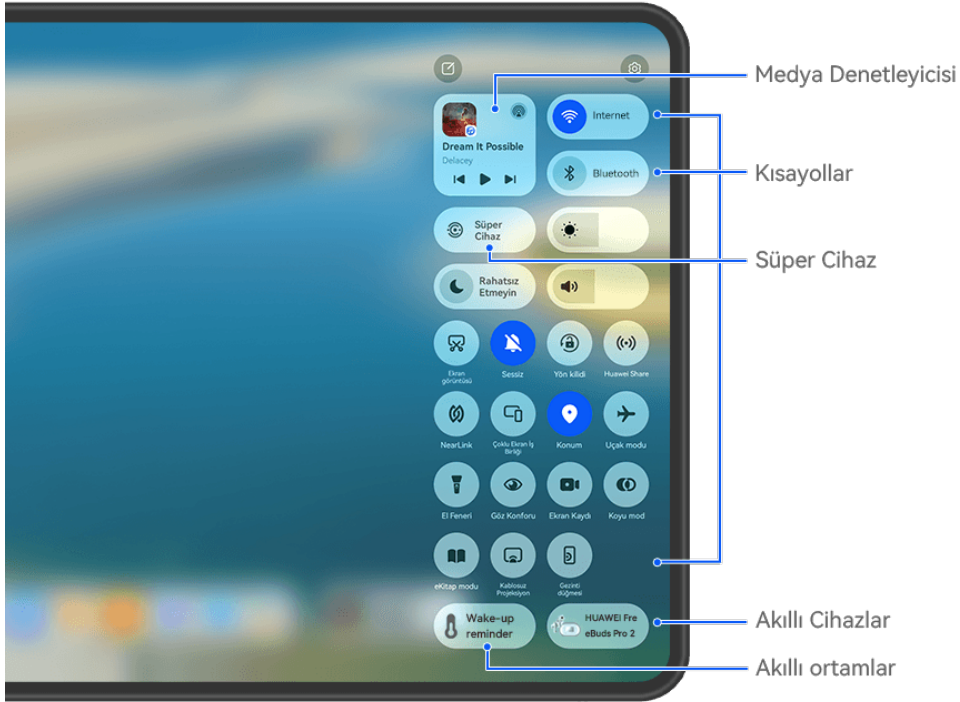 Medya Denetleyicisi
Internet
Dream It Possible
Delacey
Bluetooth
Kısayollar
Süper
Cihaz
Süper Cihaz
Rahatsız
Etmeyin
Ekran
görüntüsü
Sessiz
Yön kilidi
Huawei Share
NearLink
Çoklu Ekran İş
Birliği
Konum
Uçak modu
El Feneri
Göz Konforu
Ekran Kaydı
Koyu mod
eKitap modu
Kablosuz
Projeksiyon
Gezinti
düğmesi
Wake-up
reminder
HUAWEI Fre
eBuds Pro 2
Akıllı Cihazlar
Akıllı ortamlar